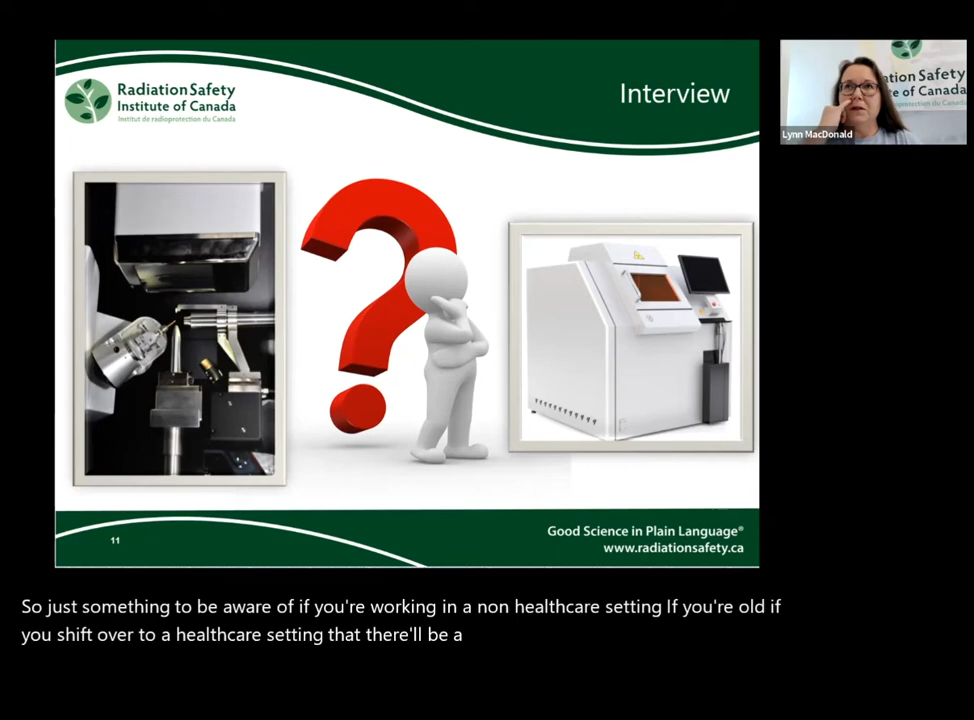 Radiation Safety
Institute of Canada
Institut de radioprotection du Canada
Interview
ation Safety
te of Canada
Lynn MacDonald
11
Good Science in Plain Language®
www.radiationsafety.ca
So just something to be aware of if you're working in a non healthcare setting If you're old if
you shift over to a healthcare setting that there'll be a